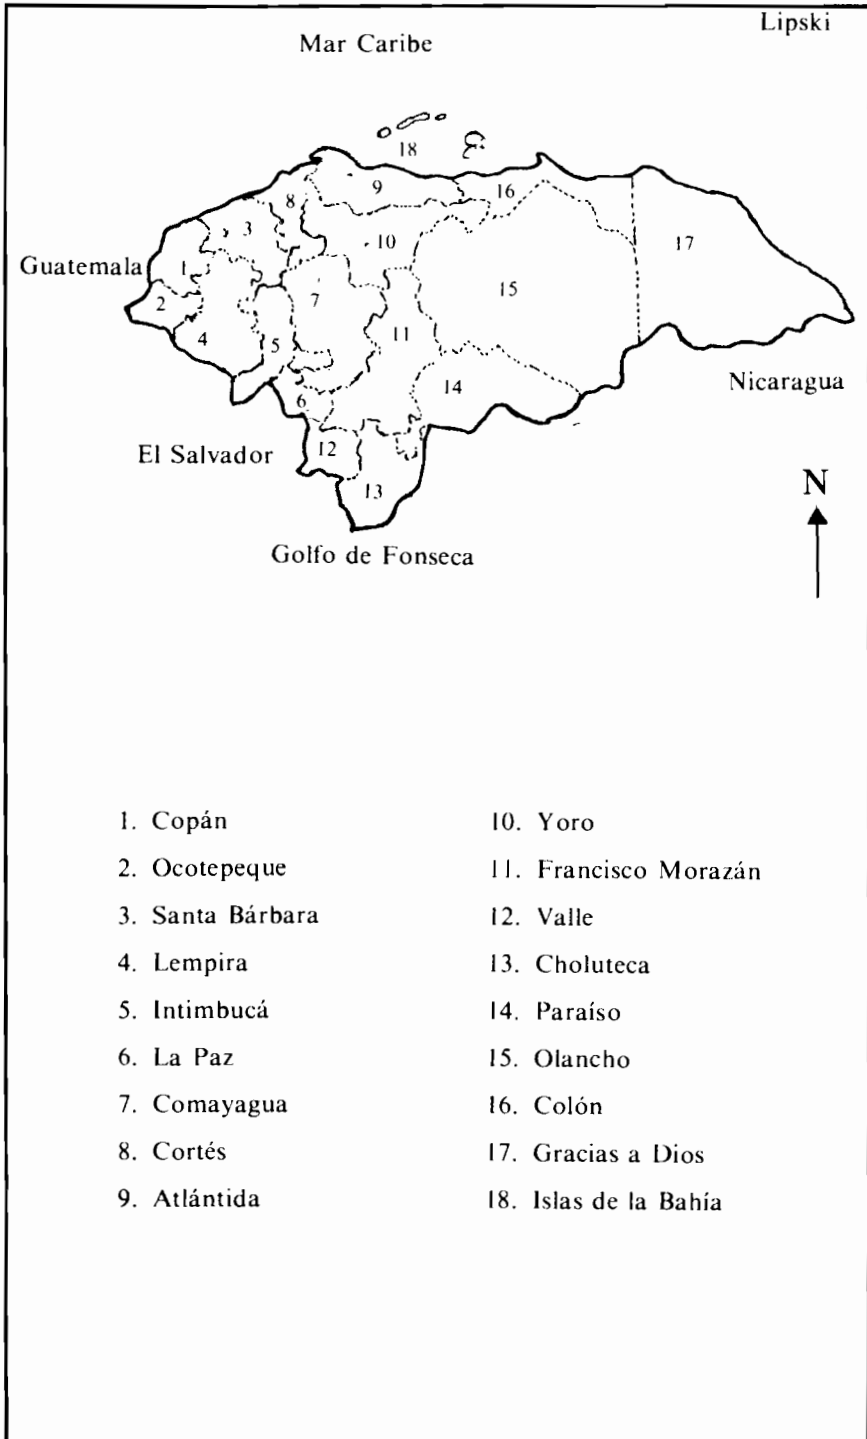 Lipski
Mar Caribe
18
9
16
8
3
10
17
Guatemala
1
15
2
7
11
4
5
14
Nicaragua
6
El Salvador
12
13
N
Golfo de Fonseca
1. Copán
2. Ocotepeque
3. Santa Bárbara
4. Lempira
5. Intimbucá
6. La Paz
7. Comayagua
8. Cortés
9. Atlántida
10. Yoro
11. Francisco Morazán
12. Valle
13. Choluteca
14. Paraíso
15. Olancho
16. Colón
17. Gracias a Dios
18. Islas de la Bahía